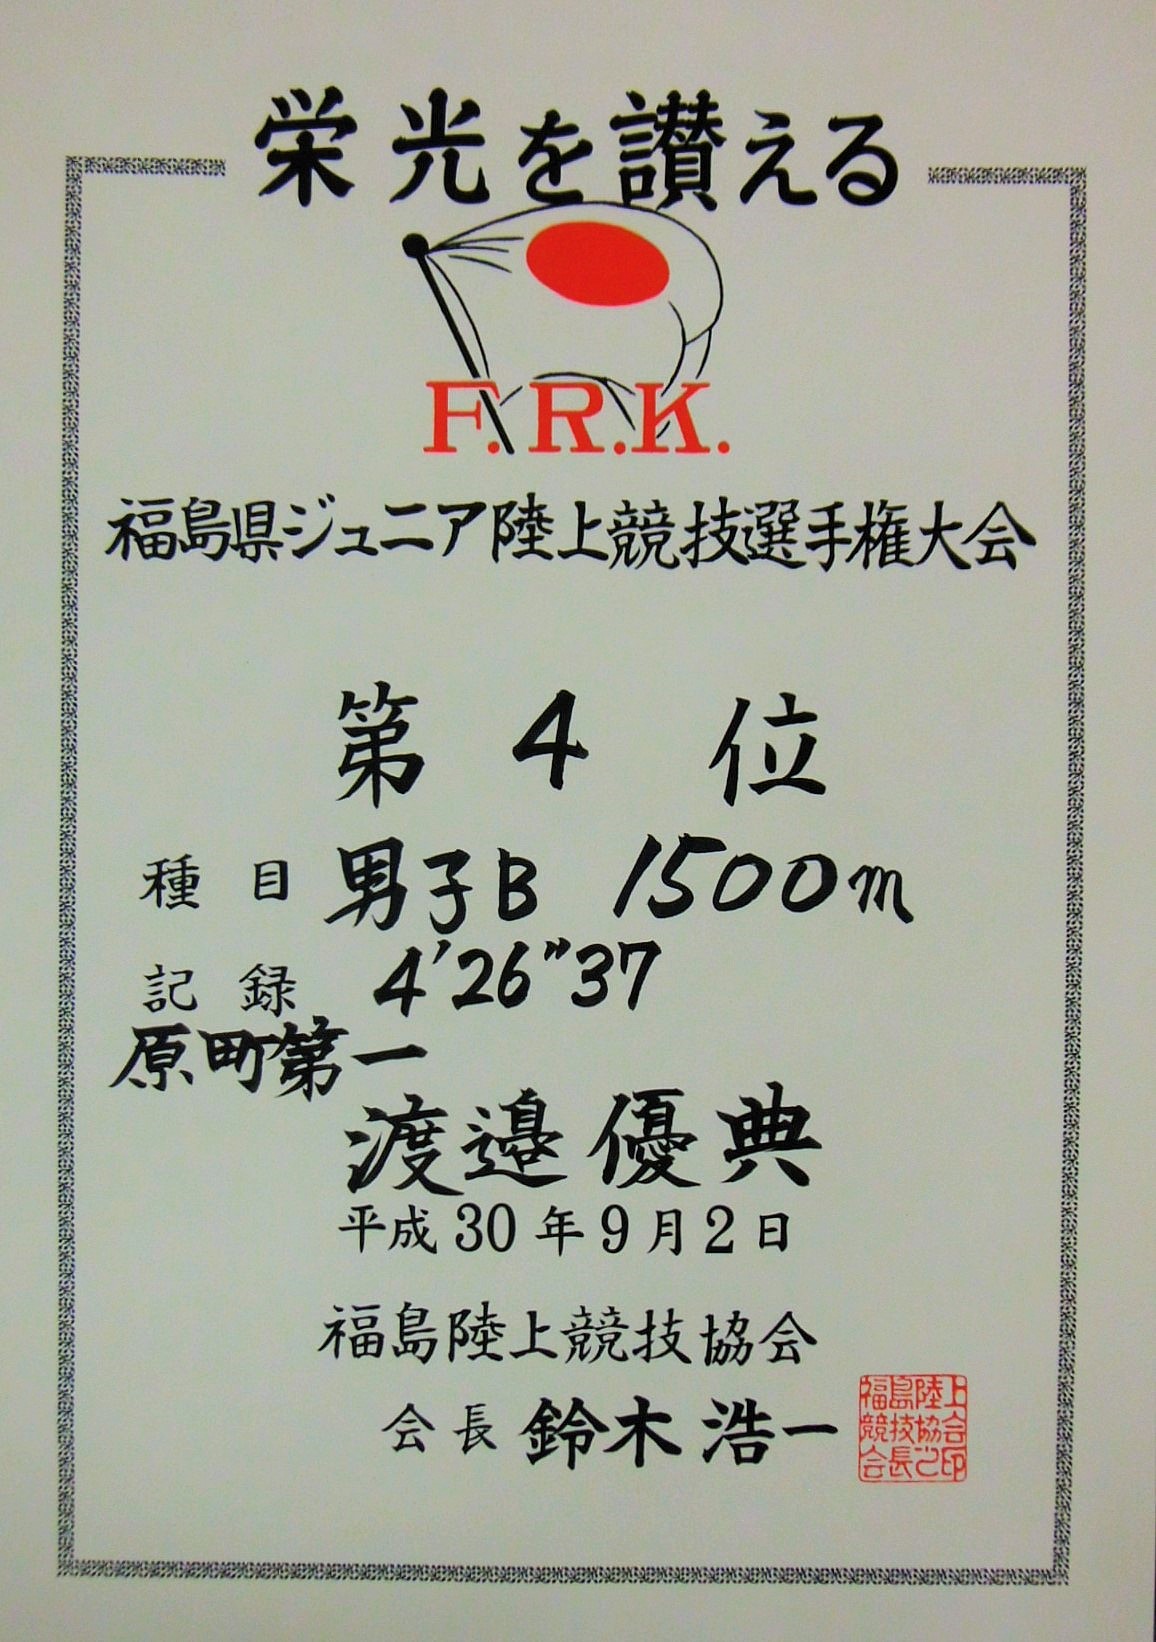 栄光を讃える
F.R.K.
福島県ジュニア陸上競技選手権大会
第4位
種目 男子B 1500m
記録 4'26"37
原町第一
渡邉優典
平成30年9月2日
福島陸上競技協会
会長 鈴木浩一
福島陸上
競技協会
会長之印